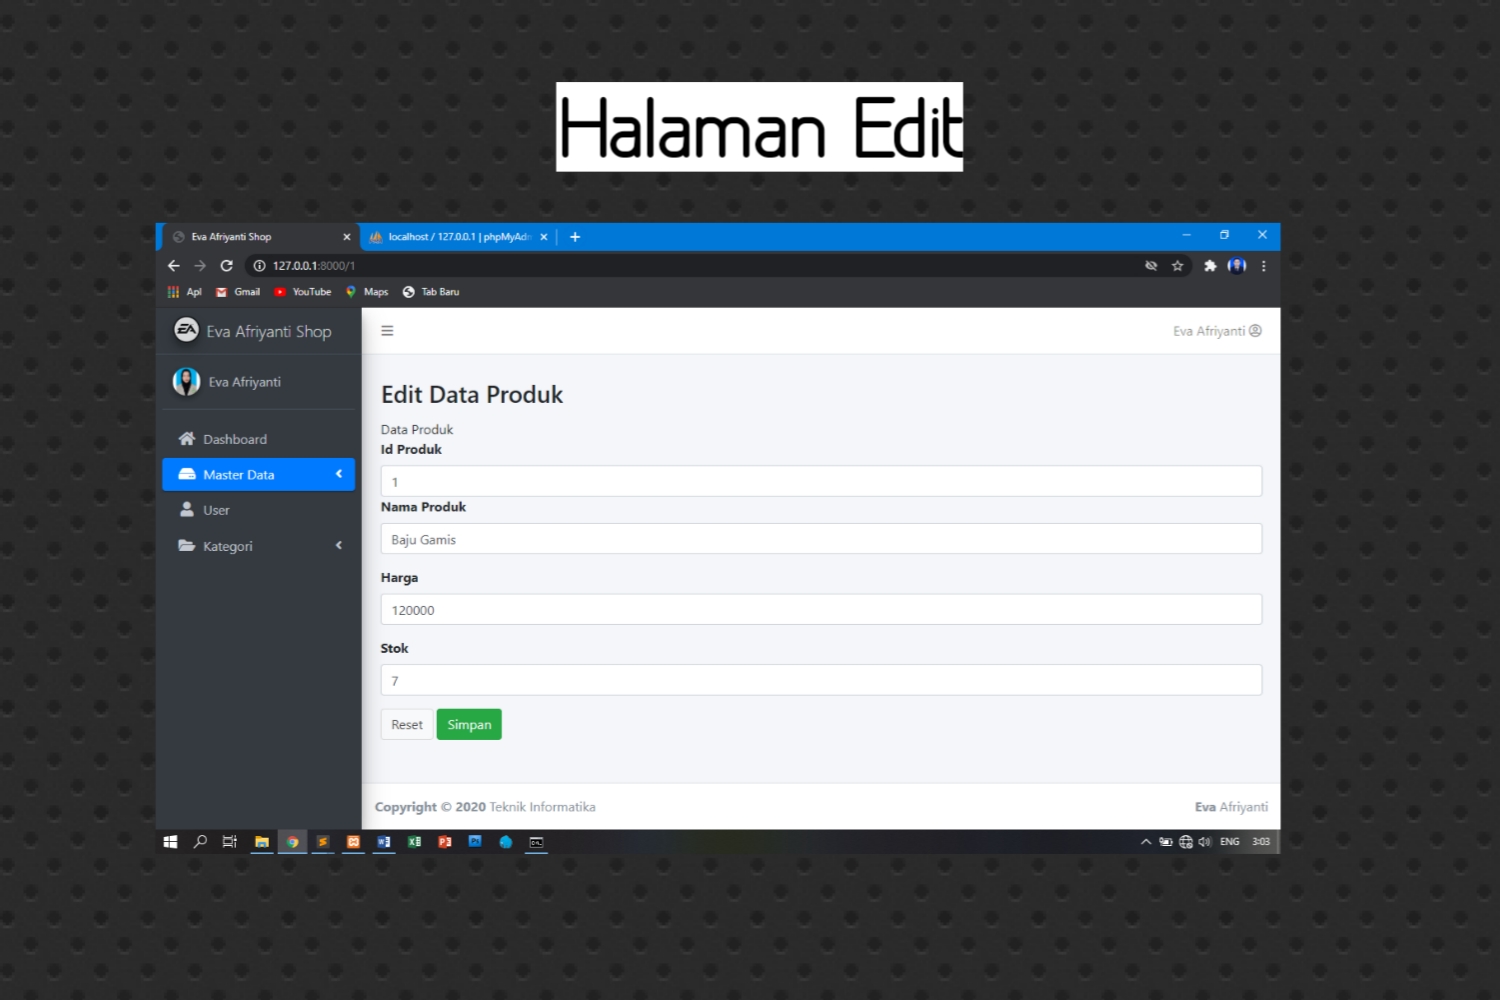 Halaman Edit
Eva Afriyanti Shop
localhost / 127.0.0.1 | phpMyAdn
127.0.0.1:8000/1
Apl Gmail YouTube Maps Tab Baru
EA Eva Afriyanti Shop
Eva Afriyanti
Eva Afriyanti
Dashboard
Master Data
User
Kategori
Edit Data Produk
Data Produk
Id Produk
1
Nama Produk
Baju Gamis
Harga
120000
Stok
7
Reset Simpan
Copyright © 2020 Teknik Informatika
Eva Afriyanti
ENG 3:03